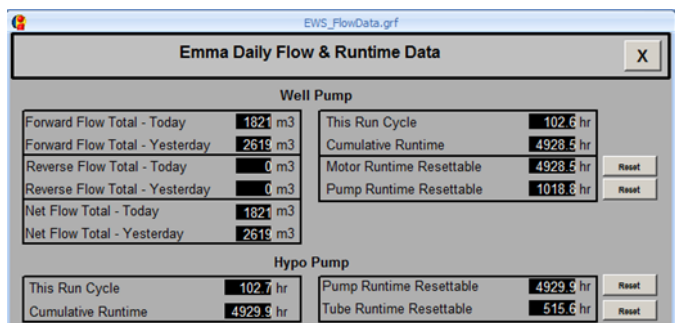 EWS_FlowData.grf
Emma Daily Flow & Runtime Data
X
Well Pump
Forward Flow Total - Today 1821 m3
Forward Flow Total - Yesterday 2619 m3
Reverse Flow Total - Today 0 m3
Reverse Flow Total - Yesterday 0 m3
Net Flow Total - Today 1821 m3
Net Flow Total - Yesterday 2619 m3
This Run Cycle 102.6 hr
Cumulative Runtime 4928.5 hr
Motor Runtime Resettable 4928.5 hr Reset
Pump Runtime Resettable 1018.8 hr Reset
Hypo Pump
This Run Cycle 102.7 hr
Cumulative Runtime 4929.9 hr
Pump Runtime Resettable 4929.9 hr Reset
Tube Runtime Resettable 515.6 hr Reset